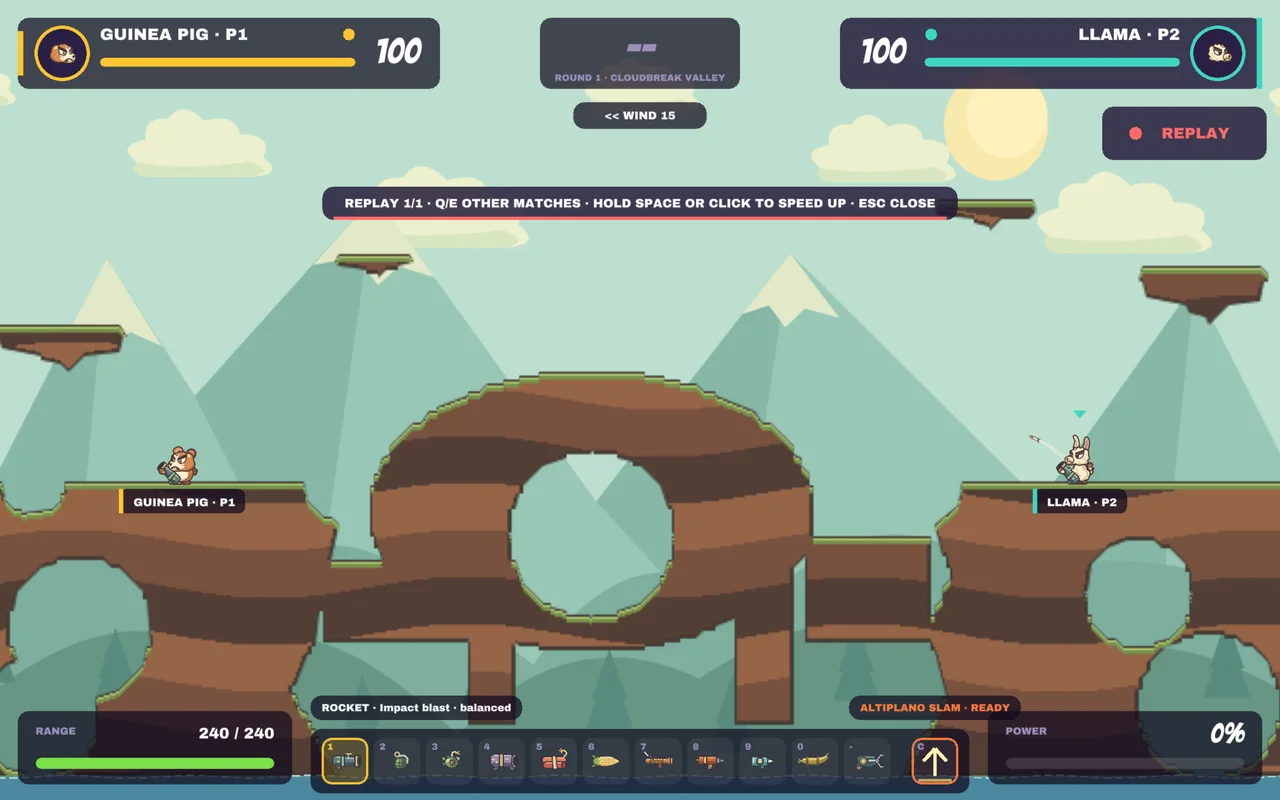 GUINEA PIG · P1
100
ROUND 1 · CLOUDBREAK VALLEY
<< WIND 15
100
LLAMA · P2
REPLAY
REPLAY 1/1 · Q/E OTHER MATCHES · HOLD SPACE OR CLICK TO SPEED UP · ESC CLOSE
GUINEA PIG · P1
LLAMA · P2
ROCKET · Impact blast · balanced
ALTIPLANO SLAM · READY
RANGE
240 / 240
1
2
3
4
5
6
7
8
9
0
-
C
POWER
0%